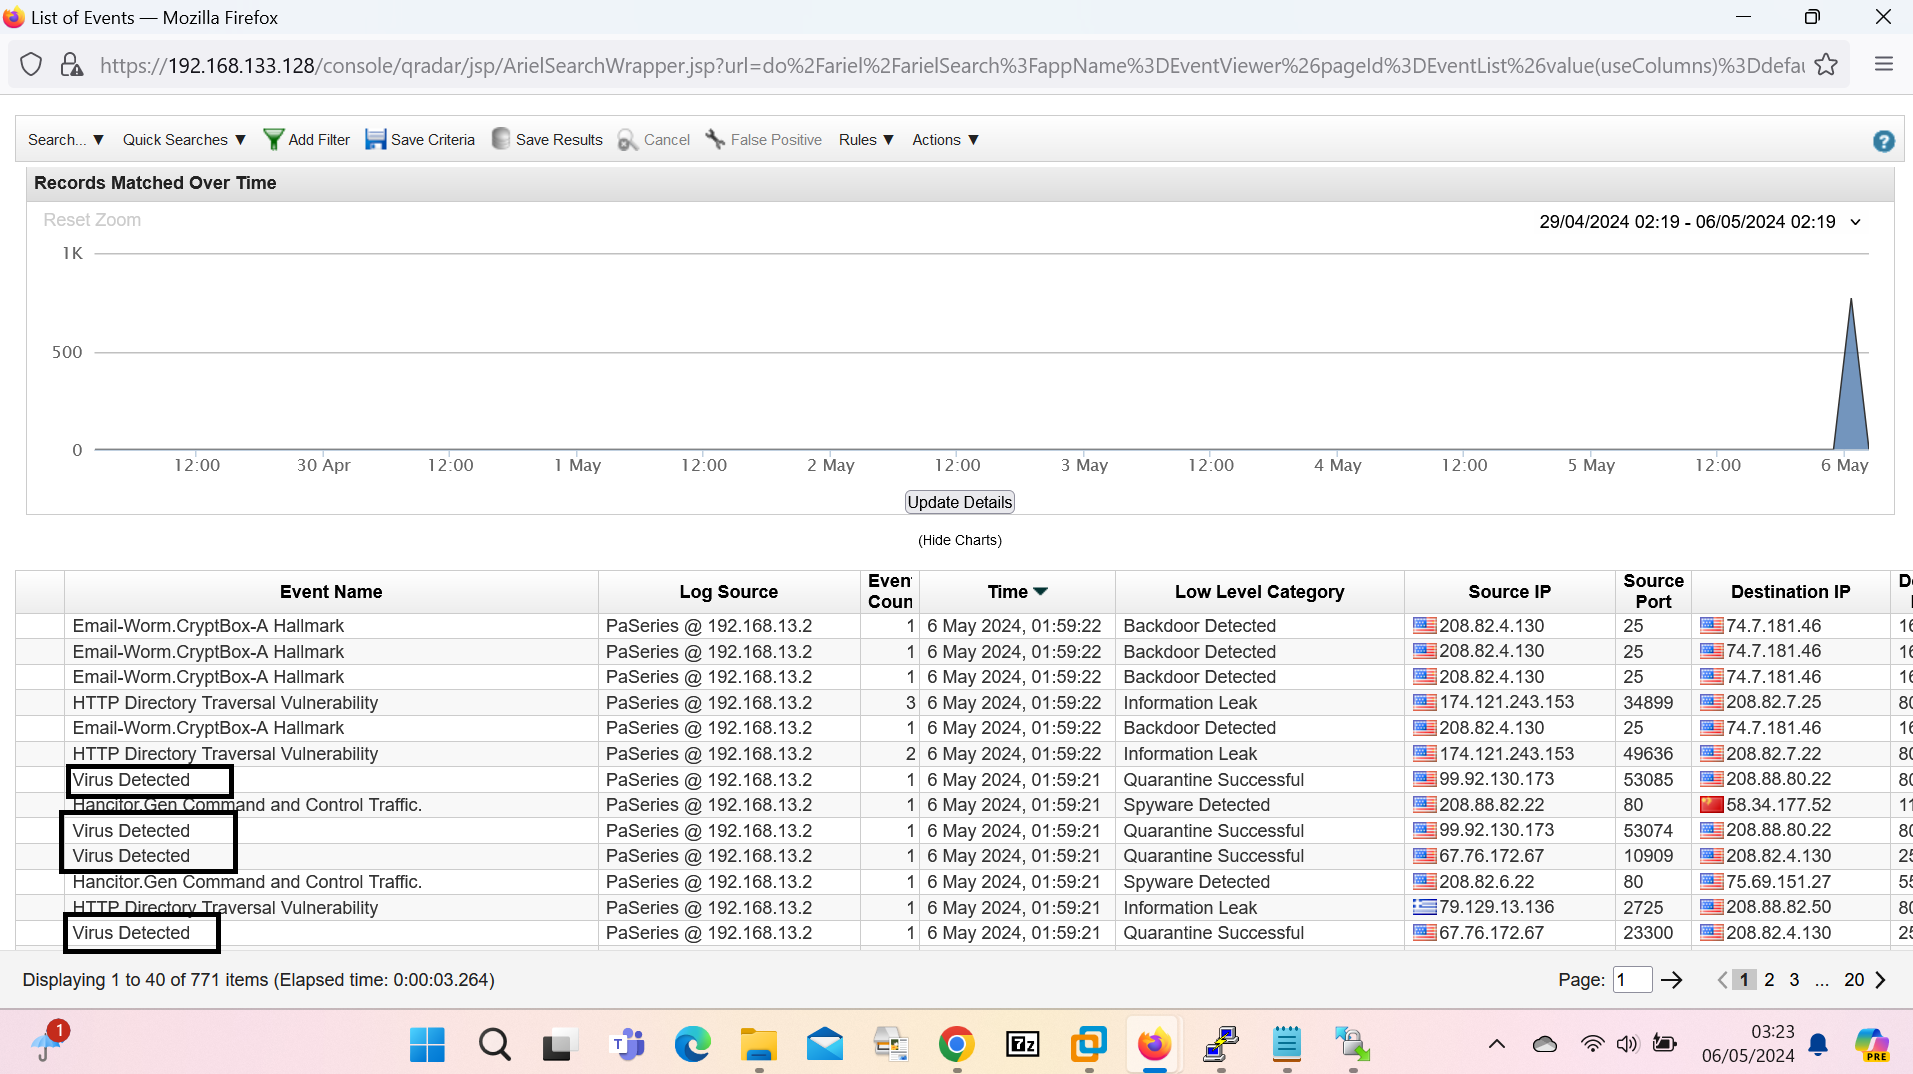 List of Events — Mozilla Firefox
https://192.168.133.128/console/qradar/jsp/ArielSearchWrapper.jsp?url=do%2Fariel%2FarielSearch%3FappName%3DEventViewer%26pageId%3DEventList%26value(useColumns)%3Ddefau
Search... ▼ Quick Searches ▼ Add Filter Save Criteria Save Results Cancel False Positive Rules ▼ Actions ▼ ?
Records Matched Over Time
Reset Zoom 29/04/2024 02:19 - 06/05/2024 02:19
1K
500
0
12:00 30 Apr 12:00 1 May 12:00 2 May 12:00 3 May 12:00 4 May 12:00 5 May 12:00 6 May
Update Details
(Hide Charts)
Event Name Log Source Event Coun Time Low Level Category Source IP Source Port Destination IP
Email-Worm.CryptBox-A Hallmark PaSeries @ 192.168.13.2 1 6 May 2024, 01:59:22 Backdoor Detected 208.82.4.130 25 74.7.181.46 16
Email-Worm.CryptBox-A Hallmark PaSeries @ 192.168.13.2 1 6 May 2024, 01:59:22 Backdoor Detected 208.82.4.130 25 74.7.181.46 16
Email-Worm.CryptBox-A Hallmark PaSeries @ 192.168.13.2 1 6 May 2024, 01:59:22 Backdoor Detected 208.82.4.130 25 74.7.181.46 16
HTTP Directory Traversal Vulnerability PaSeries @ 192.168.13.2 3 6 May 2024, 01:59:22 Information Leak 174.121.243.153 34899 208.82.7.25 80
Email-Worm.CryptBox-A Hallmark PaSeries @ 192.168.13.2 1 6 May 2024, 01:59:22 Backdoor Detected 208.82.4.130 25 74.7.181.46 16
HTTP Directory Traversal Vulnerability PaSeries @ 192.168.13.2 2 6 May 2024, 01:59:22 Information Leak 174.121.243.153 49636 208.82.7.22 80
Virus Detected PaSeries @ 192.168.13.2 1 6 May 2024, 01:59:21 Quarantine Successful 99.92.130.173 53085 208.88.80.22 80
Hancitor.Gen Command and Control Traffic. PaSeries @ 192.168.13.2 1 6 May 2024, 01:59:21 Spyware Detected 208.88.82.22 80 58.34.177.52 11
Virus Detected PaSeries @ 192.168.13.2 1 6 May 2024, 01:59:21 Quarantine Successful 99.92.130.173 53074 208.88.80.22 80
Virus Detected PaSeries @ 192.168.13.2 1 6 May 2024, 01:59:21 Quarantine Successful 67.76.172.67 10909 208.82.4.130 25
Hancitor.Gen Command and Control Traffic. PaSeries @ 192.168.13.2 1 6 May 2024, 01:59:21 Spyware Detected 208.82.6.22 80 75.69.151.27 55
HTTP Directory Traversal Vulnerability PaSeries @ 192.168.13.2 1 6 May 2024, 01:59:21 Information Leak 79.129.13.136 2725 208.88.82.50 80
Virus Detected PaSeries @ 192.168.13.2 1 6 May 2024, 01:59:21 Quarantine Successful 67.76.172.67 23300 208.82.4.130 25
Displaying 1 to 40 of 771 items (Elapsed time: 0:00:03.264) Page: 1 1 2 3 ... 20
1 7z 03:23
06/05/2024 PRE